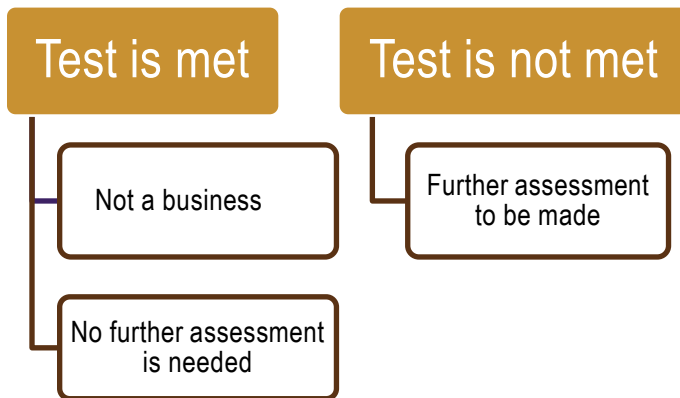 Test is met
Not a business
No further assessment
is needed
Test is not met
Further assessment
to be made